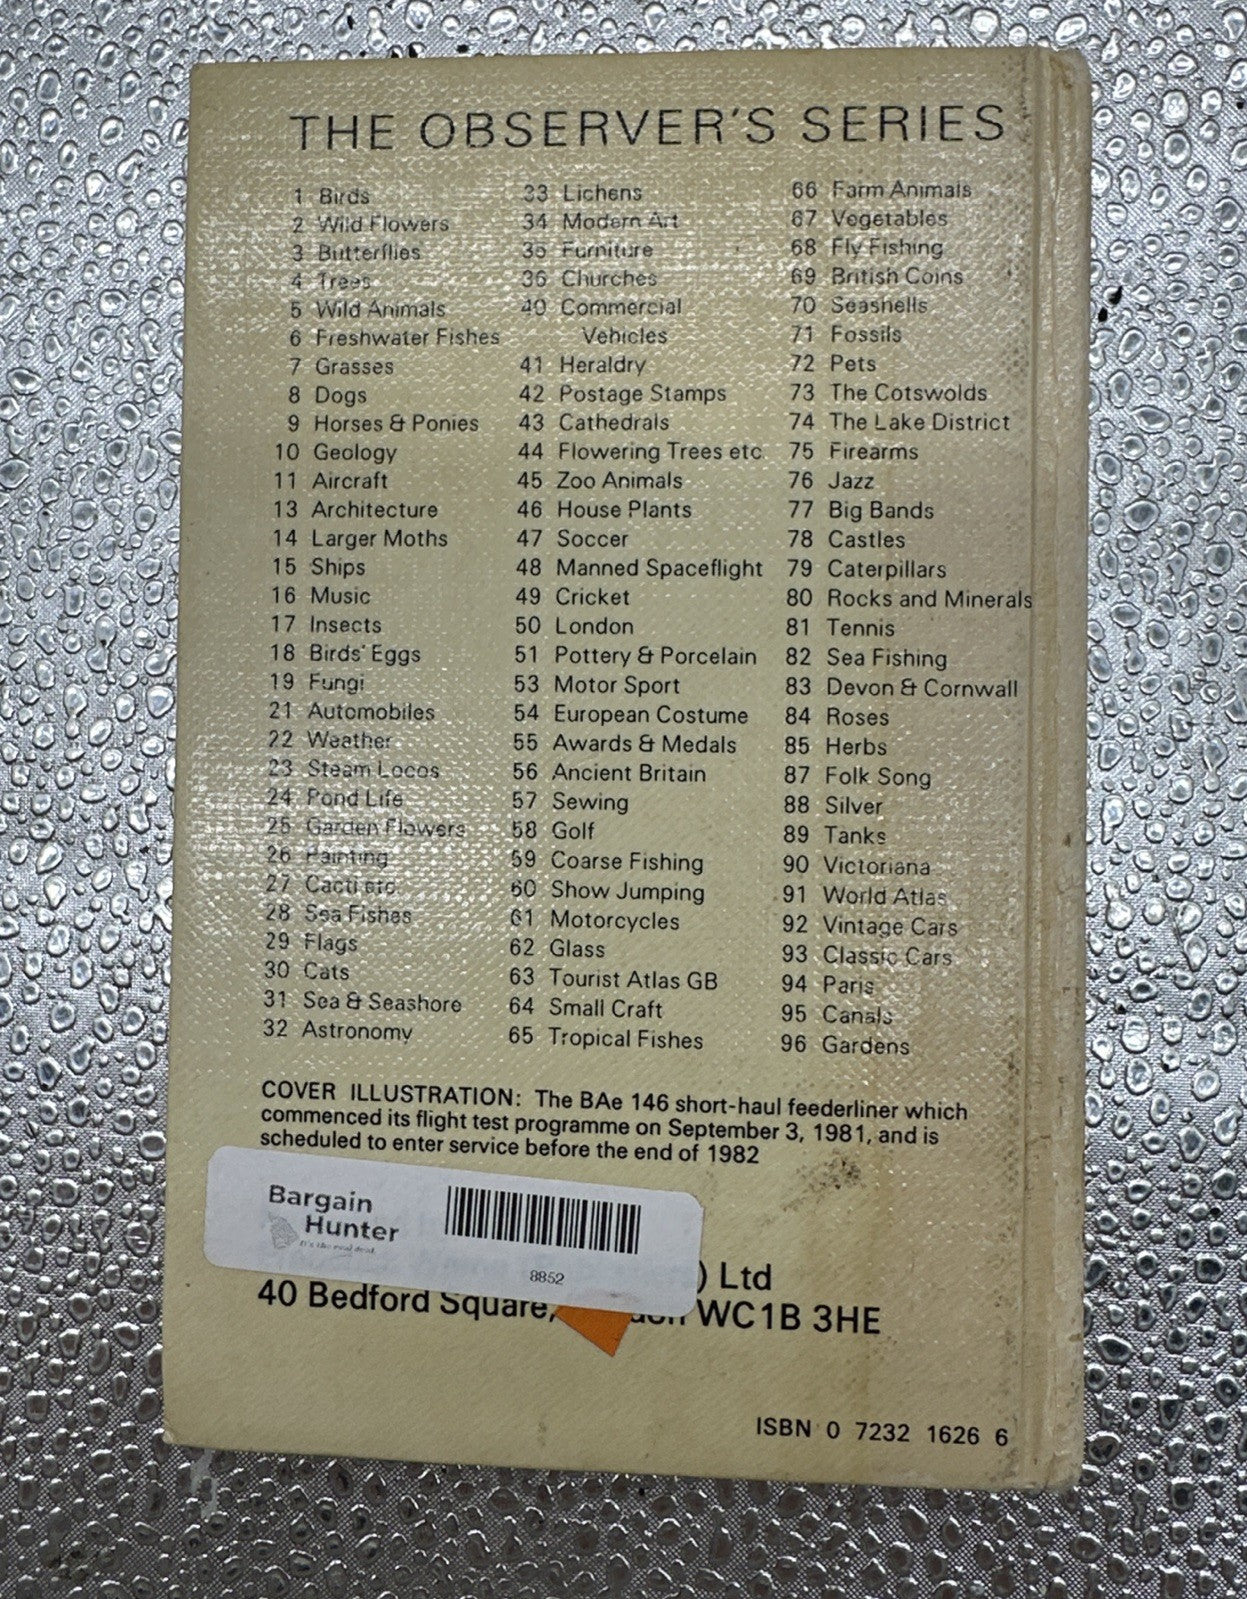 THE OBSERVER'S SERIES
1 Birds
2 Wild Flowers
3 Butterflies
4 Trees
5 Wild Animals
6 Freshwater Fishes
7 Grasses
8 Dogs
9 Horses & Ponies
10 Geology
11 Aircraft
13 Architecture
14 Larger Moths
15 Ships
16 Music
17 Insects
18 Birds' Eggs
19 Fungi
21 Automobiles
22 Weather
23 Steam Locos
24 Pond Life
25 Garden Flowers
26 Painting
27 Cacti etc
28 Sea Fishes
29 Flags
30 Cats
31 Sea & Seashore
32 Astronomy
33 Lichens
34 Modern Art
35 Furniture
36 Churches
40 Commercial
Vehicles
41 Heraldry
42 Postage Stamps
43 Cathedrals
44 Flowering Trees etc
45 Zoo Animals
46 House Plants
47 Soccer
48 Manned Spaceflight
49 Cricket
50 London
51 Pottery & Porcelain
53 Motor Sport
54 European Costume
55 Awards & Medals
56 Ancient Britain
57 Sewing
58 Golf
59 Coarse Fishing
60 Show Jumping
61 Motorcycles
62 Glass
63 Tourist Atlas GB
64 Small Craft
65 Tropical Fishes
66 Farm Animals
67 Vegetables
68 Fly Fishing
69 British Coins
70 Seashells
71 Fossils
72 Pets
73 The Cotswolds
74 The Lake District
75 Firearms
76 Jazz
77 Big Bands
78 Castles
79 Caterpillars
80 Rocks and Minerals
81 Tennis
82 Sea Fishing
83 Devon & Cornwall
84 Roses
85 Herbs
87 Folk Song
88 Silver
89 Tanks
90 Victoriana
91 World Atlas
92 Vintage Cars
93 Classic Cars
94 Paris
95 Canals
96 Gardens
COVER ILLUSTRATION: The BAe 146 short-haul feederliner which
commenced its flight test programme on September 3, 1981, and is
scheduled to enter service before the end of 1982
Bargain
Hunter
It's the real deal.
8852
) Ltd
40 Bedford Square, WC1B 3HE
ISBN 0 7232 1626 6